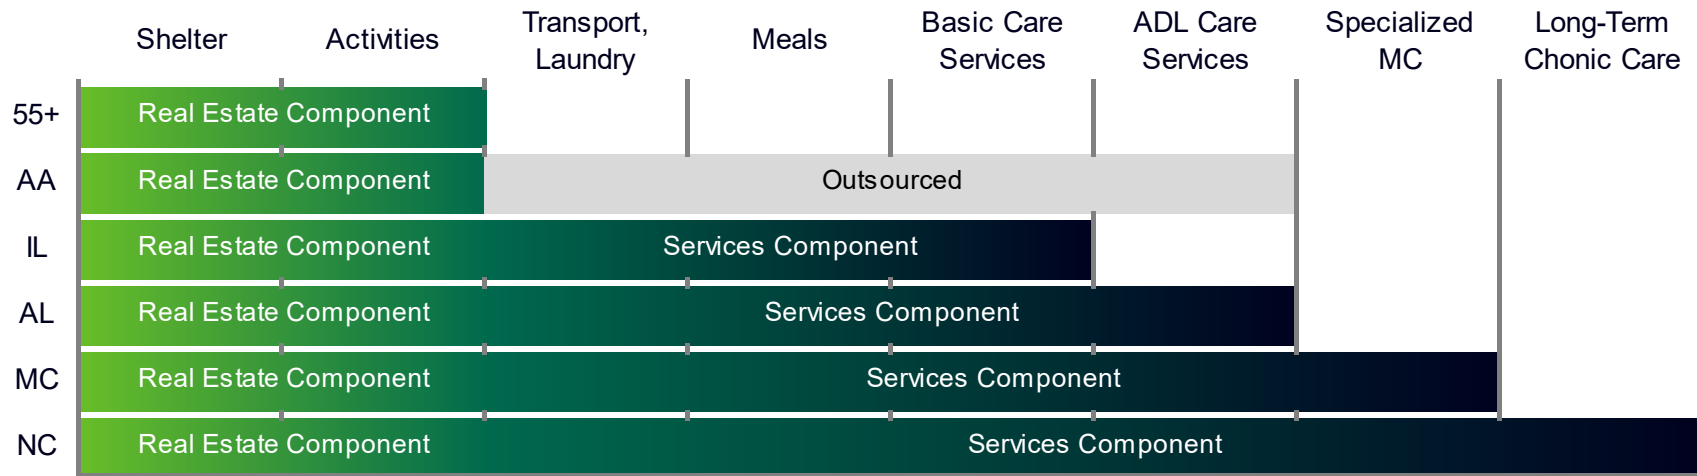 Shelter
Activities
Transport,
Laundry
Meals
Basic Care
Services
ADL Care
Services
Specialized
MC
Long-Term
Chonic Care
55+
Real Estate Component
AA
Real Estate Component
Outsourced
IL
Real Estate Component
Services Component
AL
Real Estate Component
Services Component
MC
Real Estate Component
Services Component
NC
Real Estate Component
Services Component